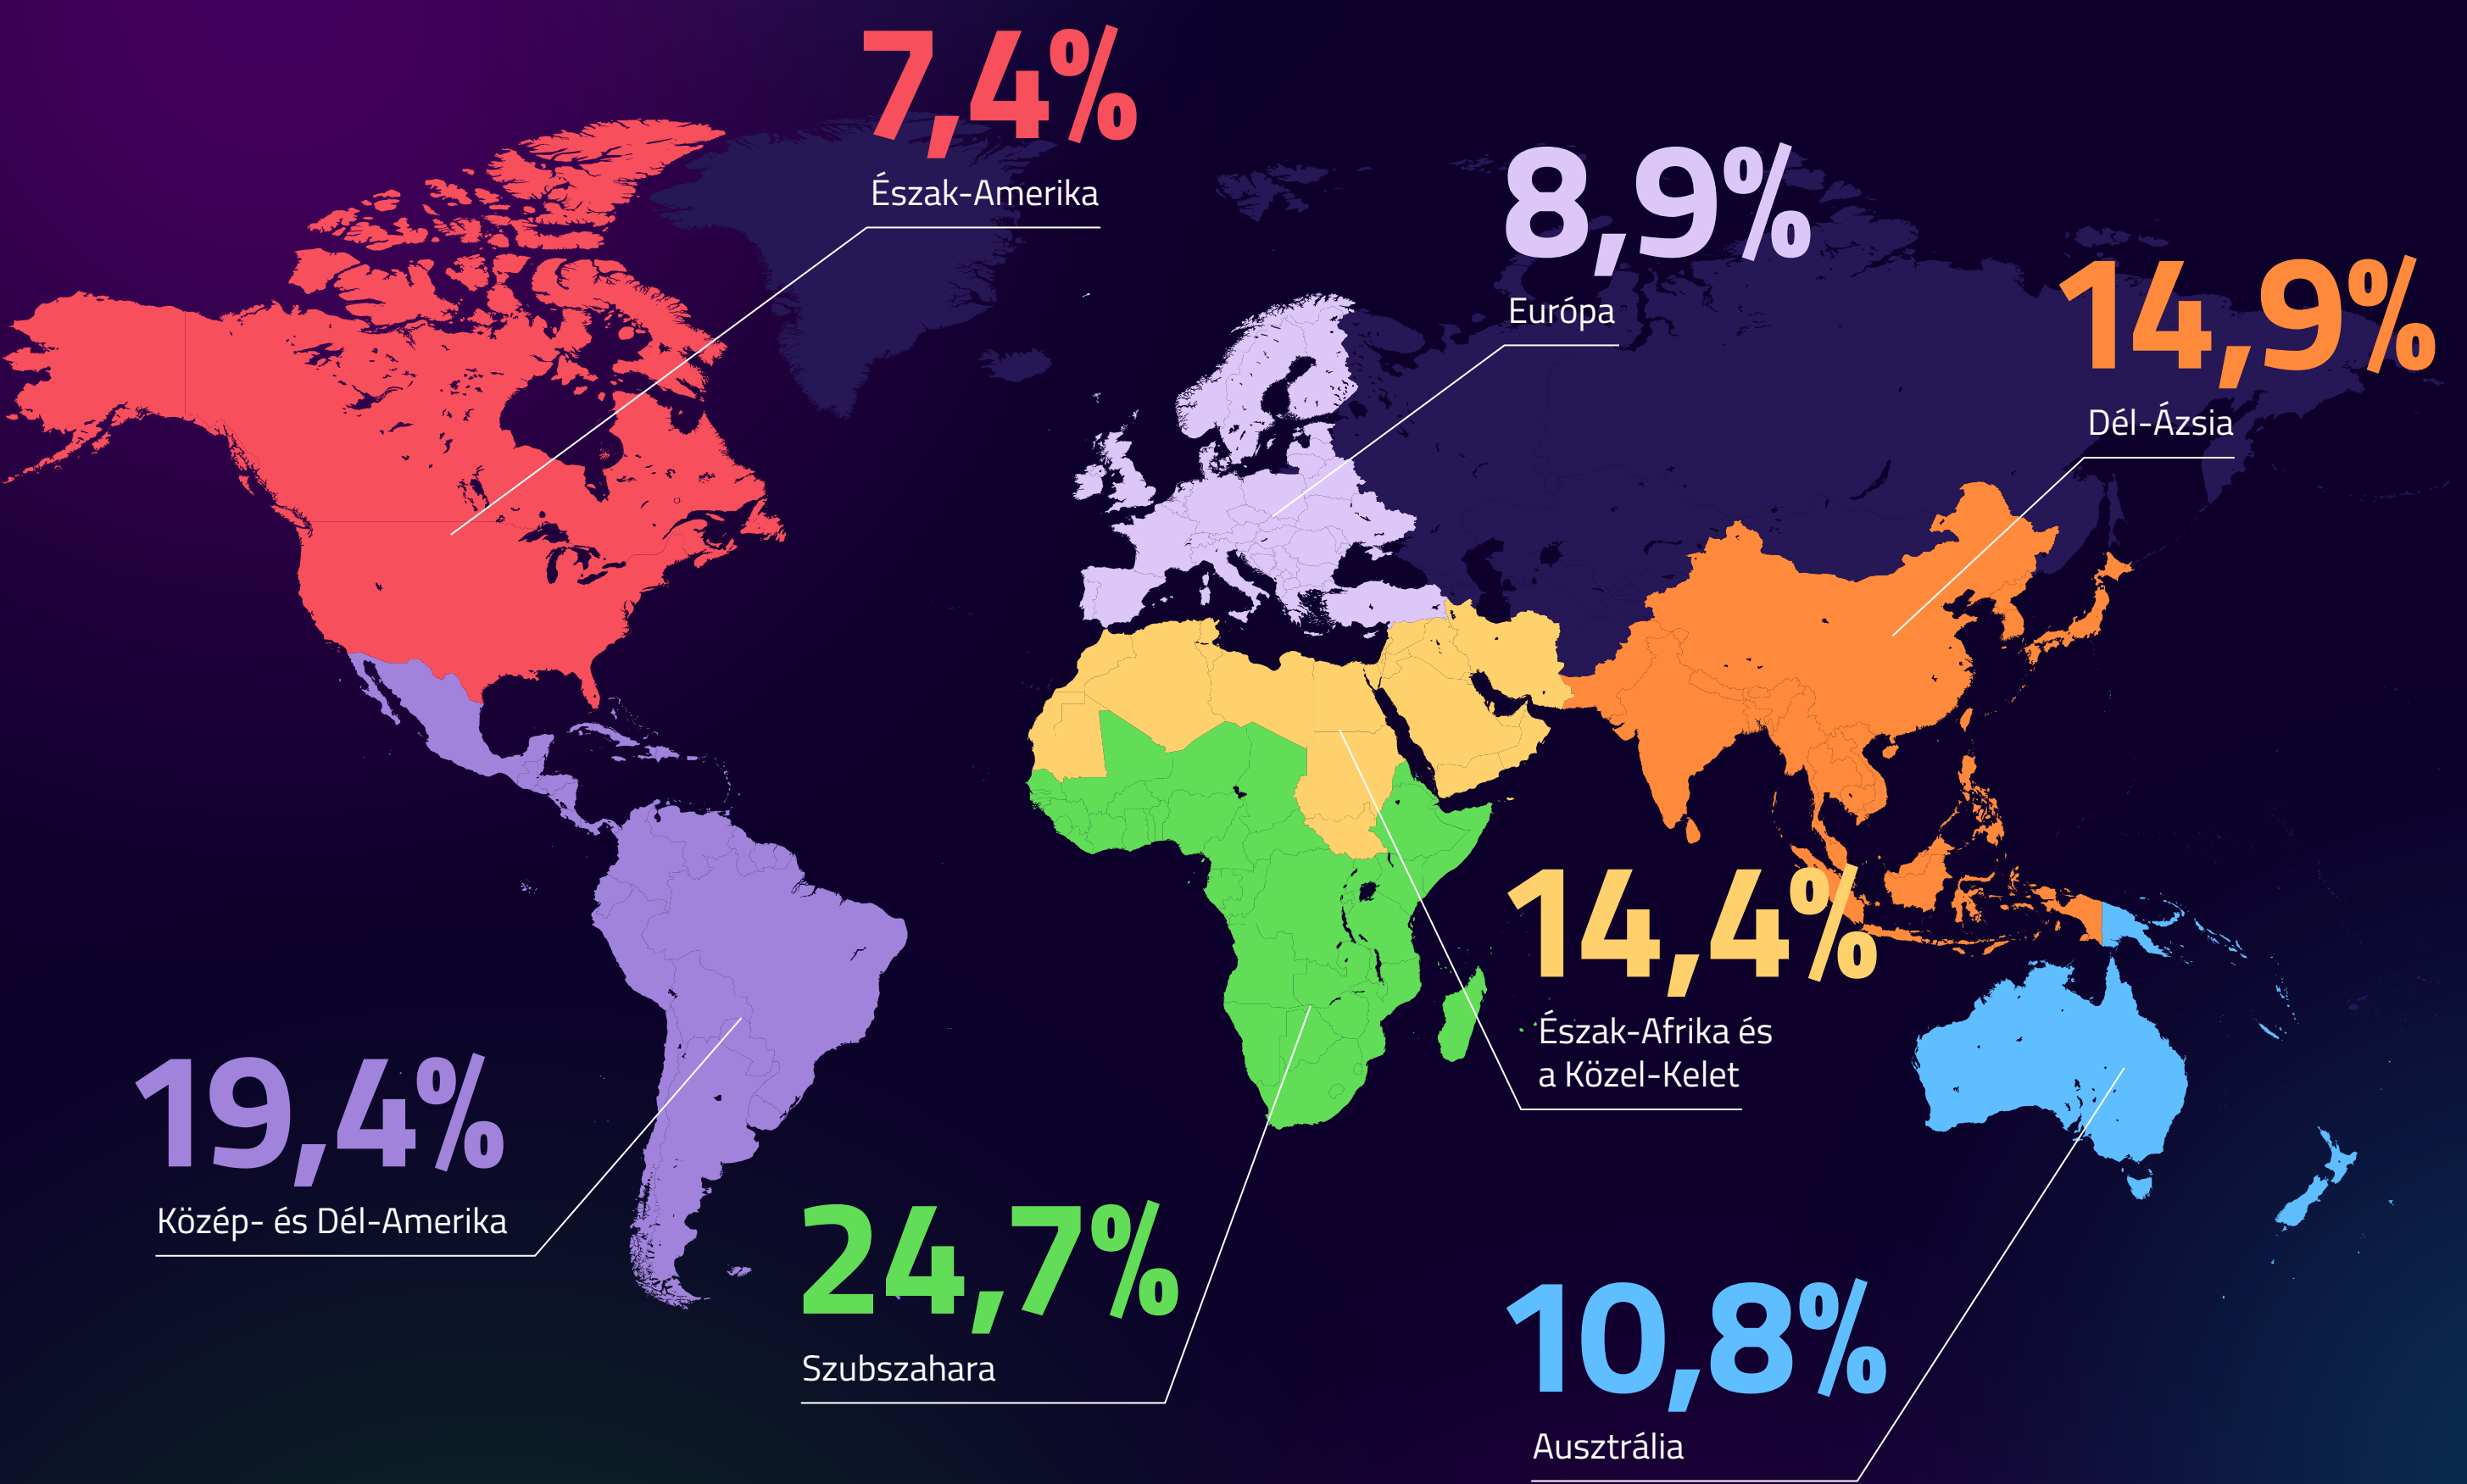 7,4%
Észak-Amerika
8,9%
Európa
14,9%
Dél-Ázsia
14,4%
Észak-Afrika és
a Közel-Kelet
19,4%
Közép- és Dél-Amerika
24,7%
Szubszahara
10,8%
Ausztrália